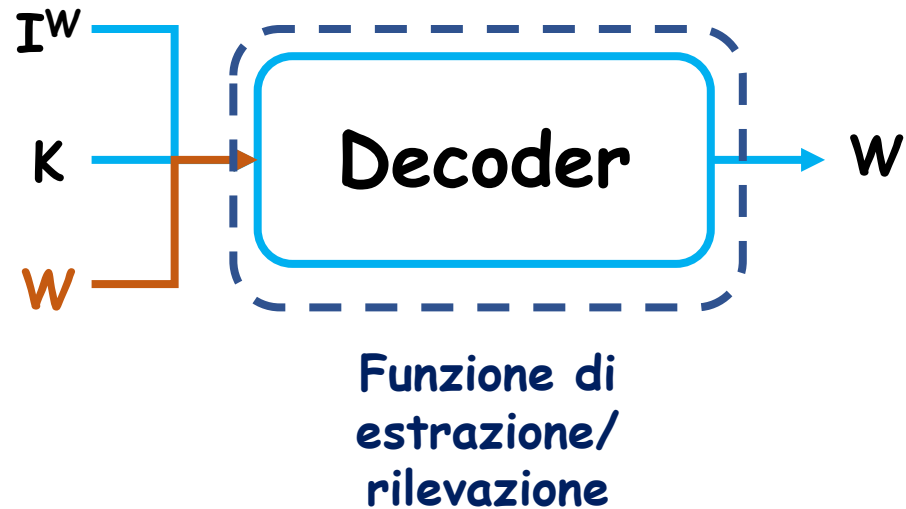 I^W
K
W
Decoder
W
Funzione di
estrazione/
rilevazione